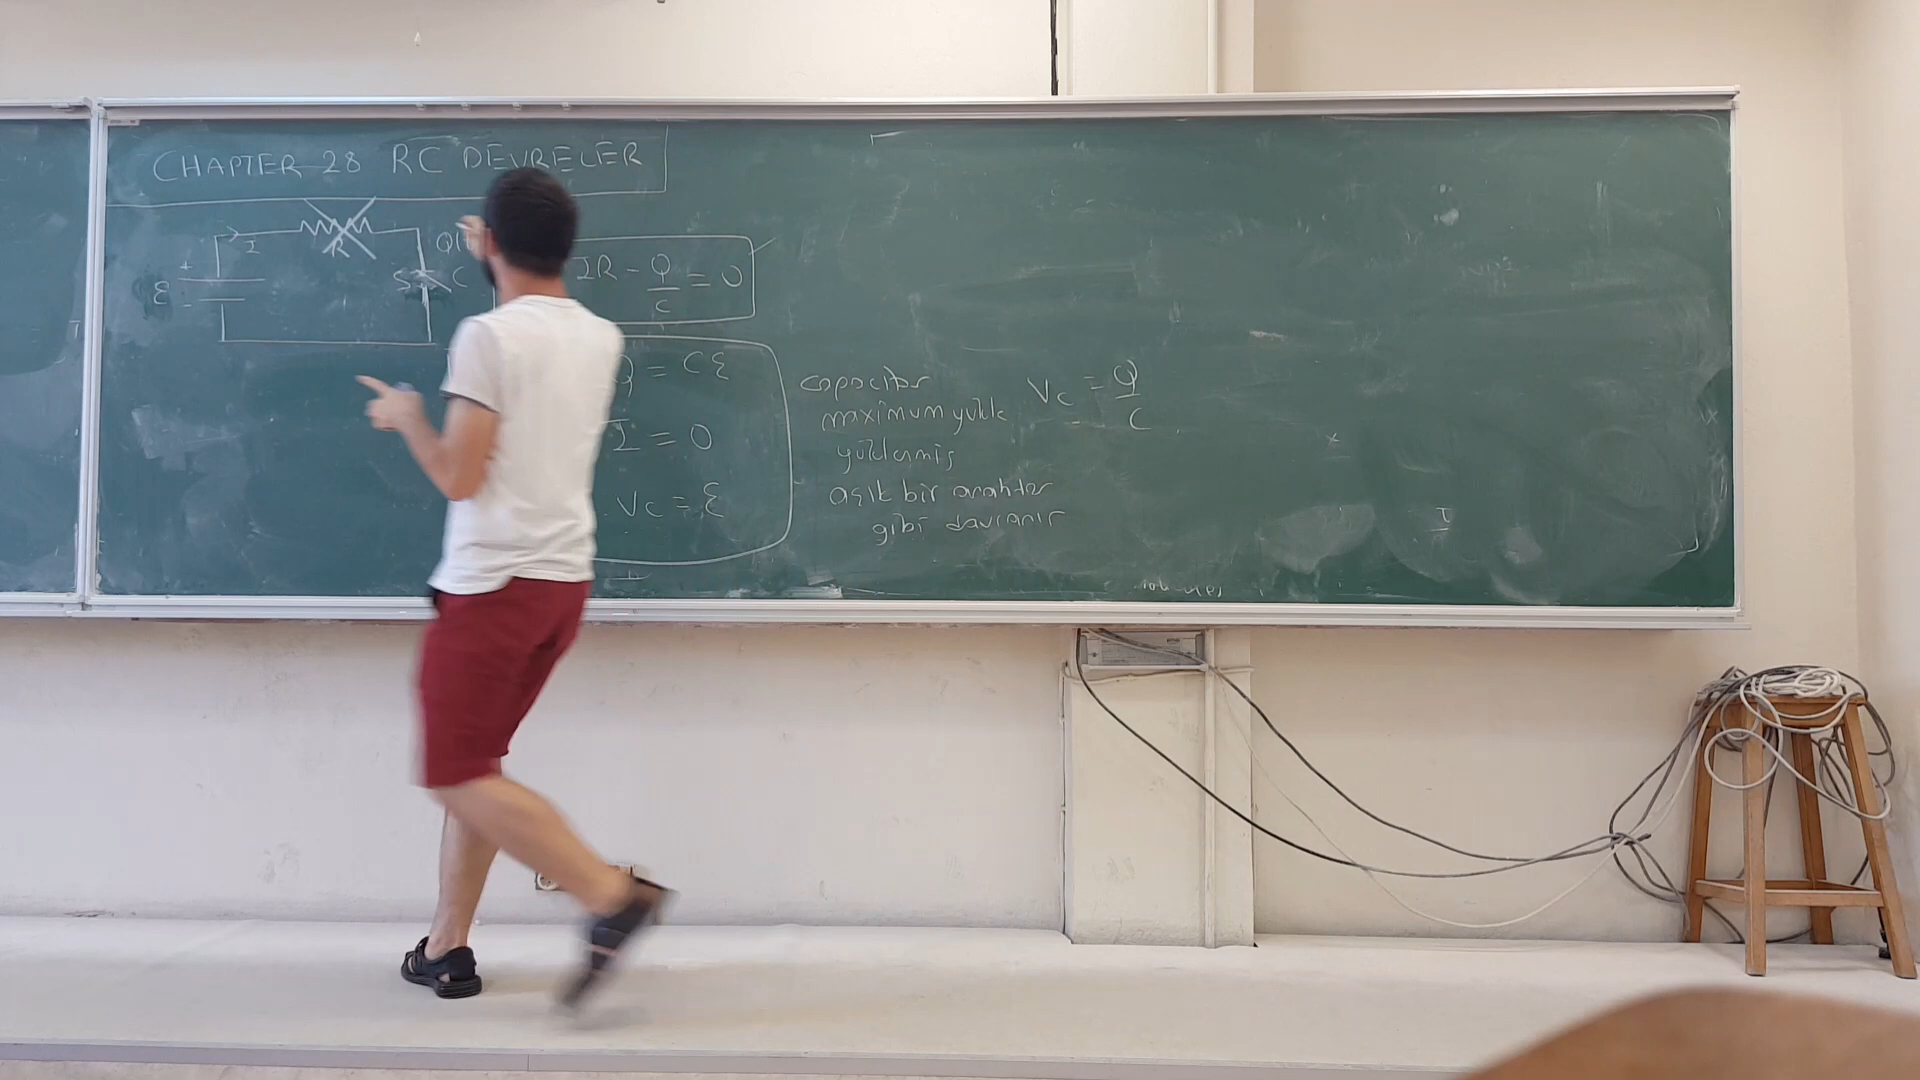 CHAPTER 28 RC DEVRELER
I
R
Q(
+
ε
-
S
C
IR - Q/C = 0
Q = Cε
I = 0
Vc = ε
capacitor
maximum yükle
yüklenmiş
açık bir anahtar
gibi davranır
Vc = Q/C
I